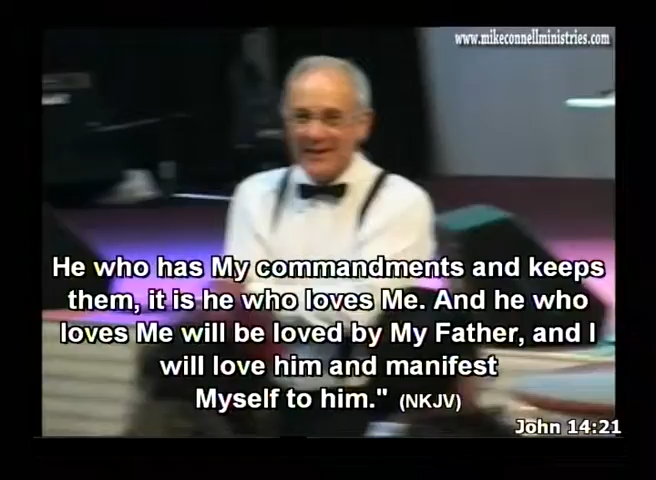 www.mikeconnellministries.com
He who has My commandments and keeps
them, it is he who loves Me. And he who
loves Me will be loved by My Father, and I
will love him and manifest
Myself to him." (NKJV)
John 14:21